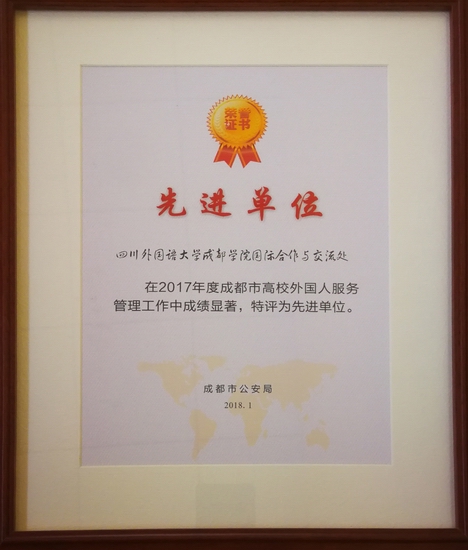 荣誉
证书
先进单位
四川外国语大学成都学院国际合作与交流处
在2017年度成都市高校外国人服务
管理工作中成绩显著，特评为先进单位。
成都市公安局
2018.1